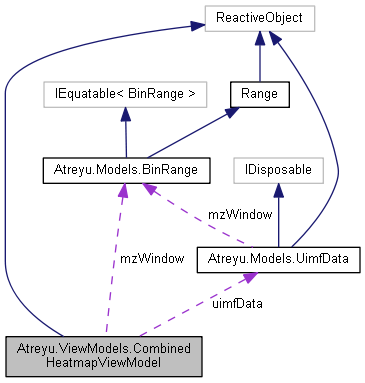 ReactiveObject
IEquatable< BinRange >
Range
Atreyu.Models.BinRange
IDisposable
mzWindow
mzWindow
Atreyu.Models.UimfData
uimfData
Atreyu.ViewModels.Combined
HeatmapViewModel